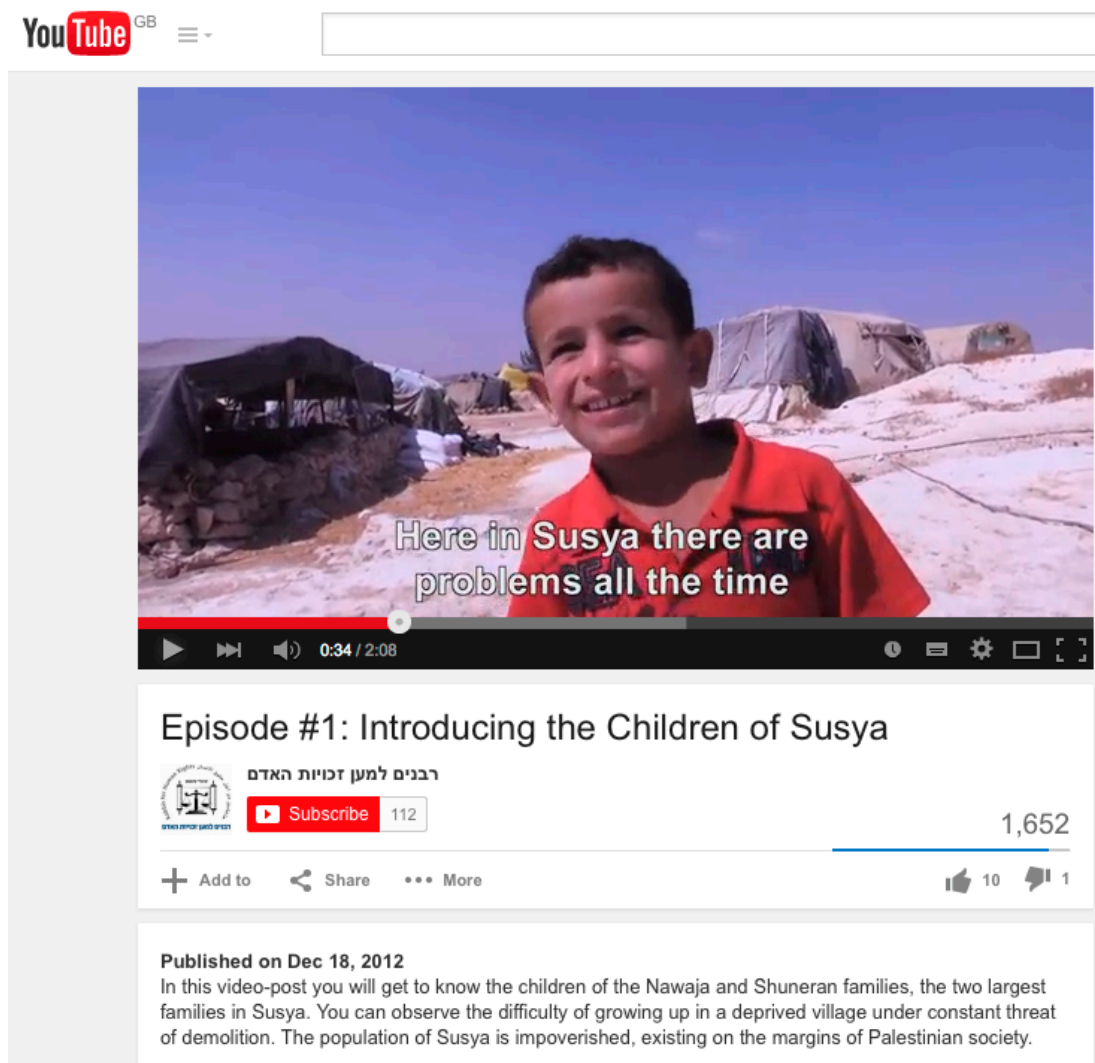 YouTube GB
Here in Susya there are
problems all the time
0:34 / 2:08
Episode #1: Introducing the Children of Susya
רבנים למען זכויות האדם
Subscribe 112
1,652
Add to Share More
10 1
Published on Dec 18, 2012
In this video-post you will get to know the children of the Nawaja and Shuneran families, the two largest
families in Susya. You can observe the difficulty of growing up in a deprived village under constant threat
of demolition. The population of Susya is impoverished, existing on the margins of Palestinian society.